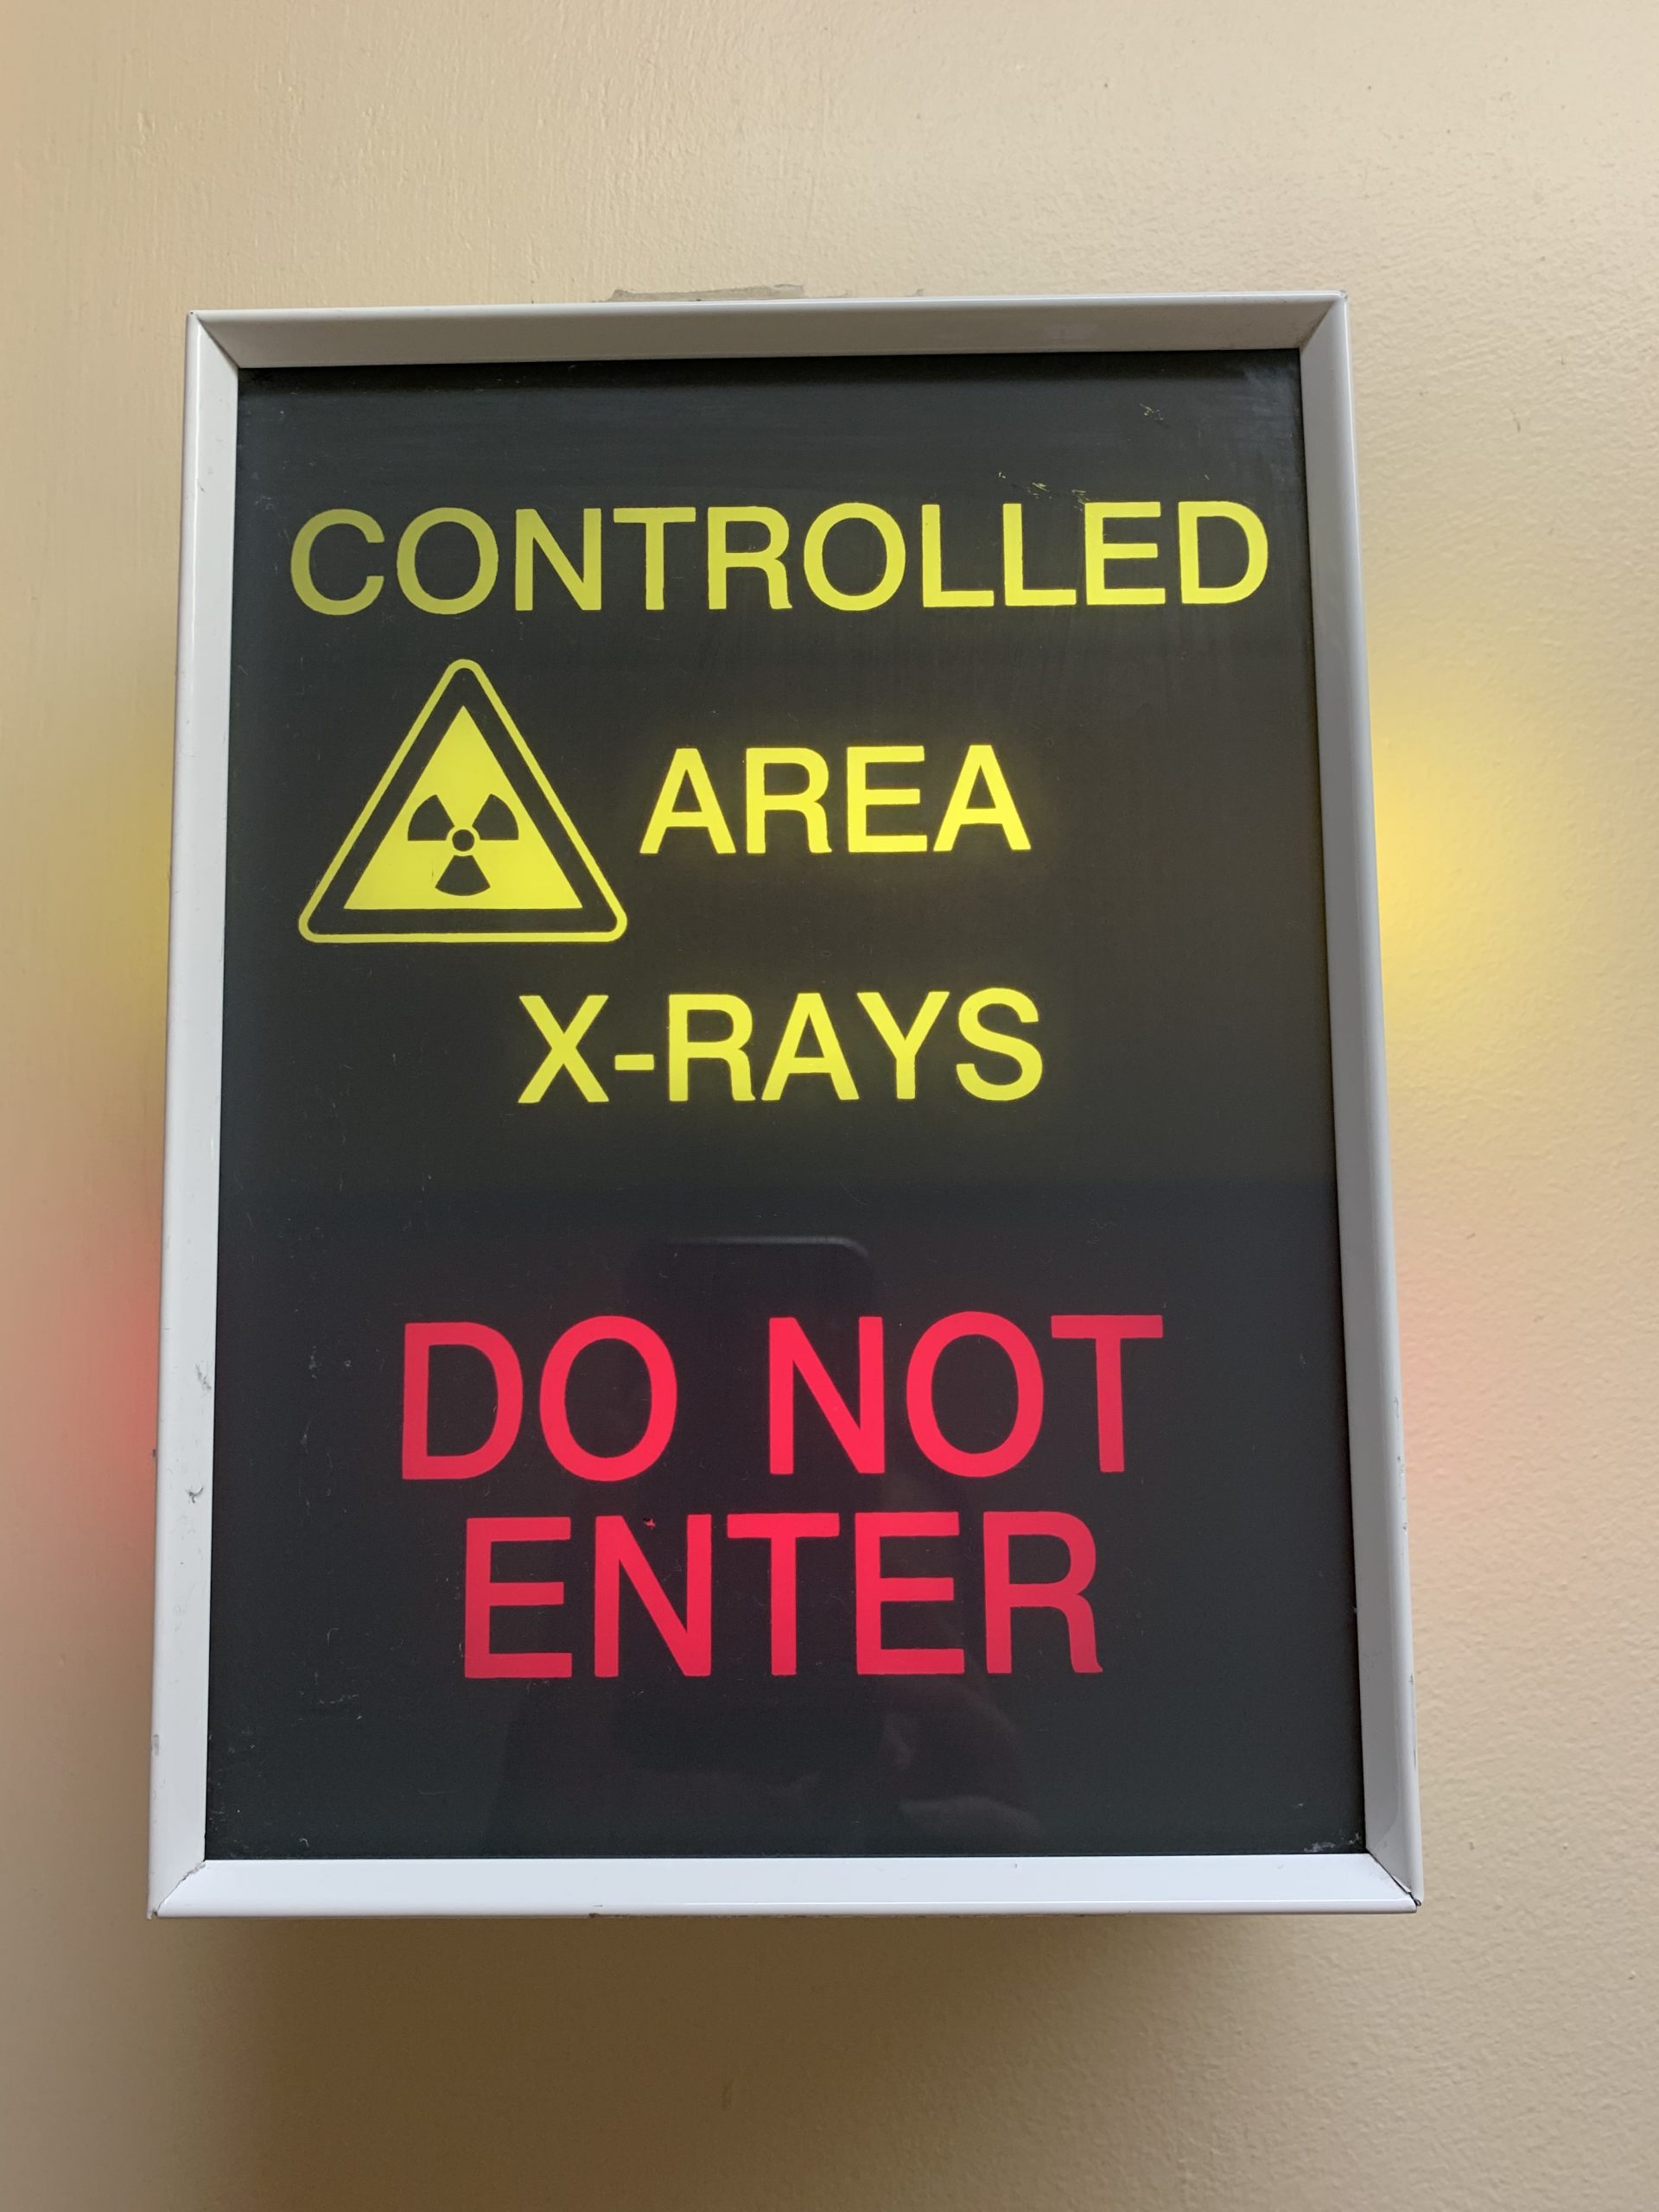 CONTROLLED
AREA
X-RAYS
DO NOT
ENTER